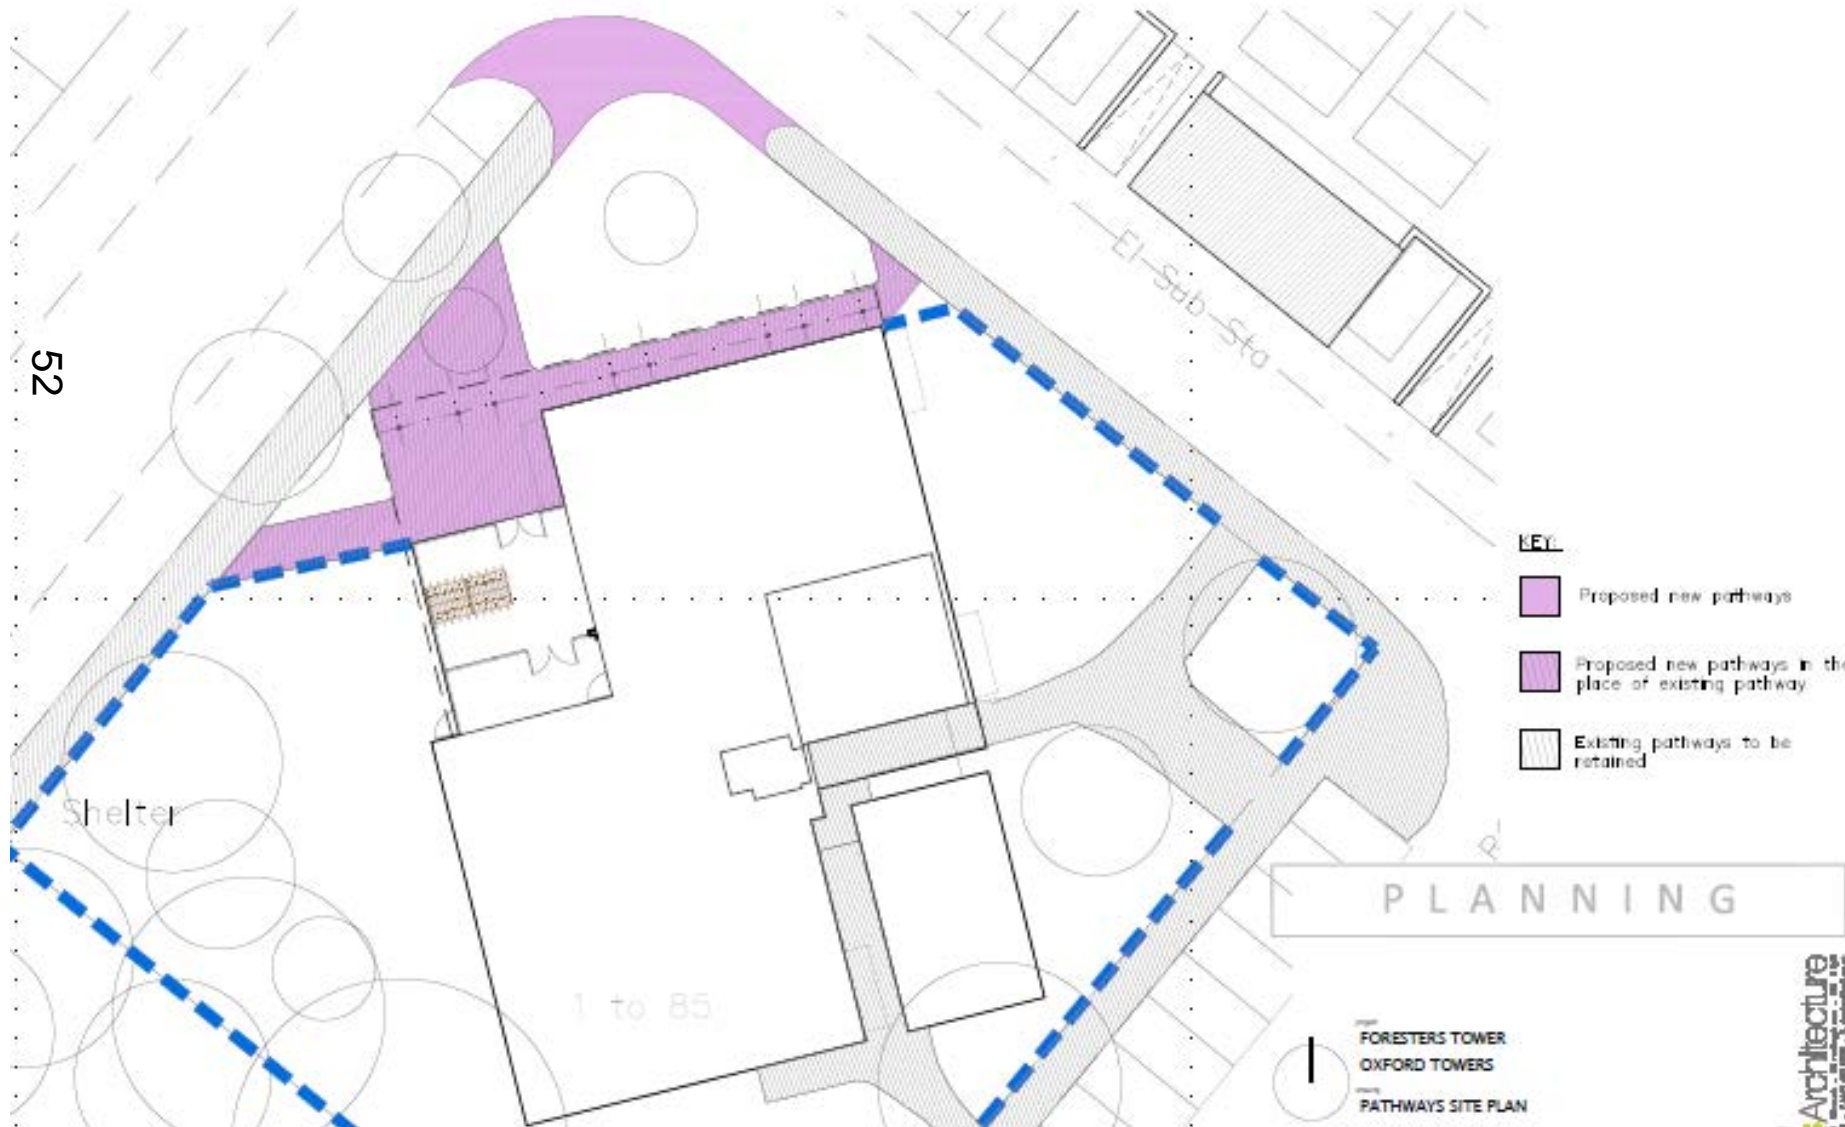 52
El Sub Sta
KEY:
Proposed new pathways
Proposed new pathways in the
place of existing pathway
Existing pathways to be
retained
Shelter
PLANNING
1 to 85
FORESTERS TOWER
OXFORD TOWERS
PATHWAYS SITE PLAN
Architecture